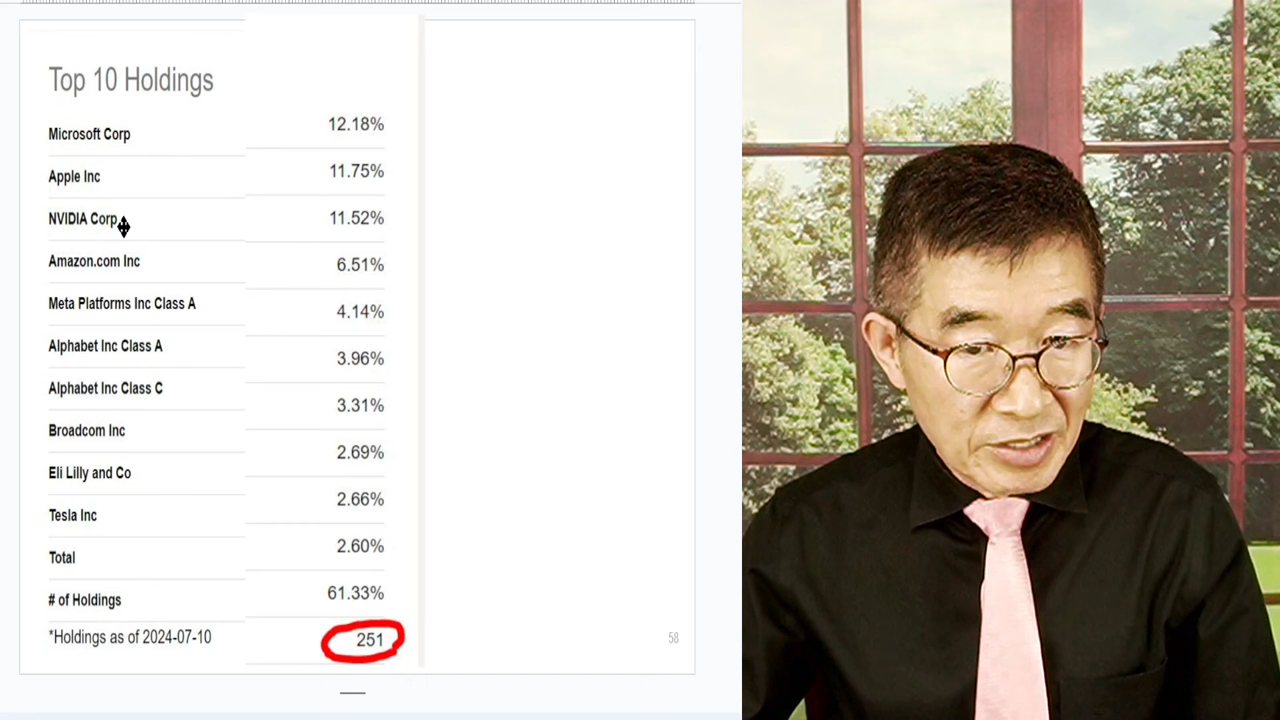 Top 10 Holdings
Microsoft Corp 12.18%
Apple Inc 11.75%
NVIDIA Corp 11.52%
Amazon.com Inc 6.51%
Meta Platforms Inc Class A 4.14%
Alphabet Inc Class A 3.96%
Alphabet Inc Class C 3.31%
Broadcom Inc 2.69%
Eli Lilly and Co 2.66%
Tesla Inc 2.60%
Total 61.33%
# of Holdings 251
*Holdings as of 2024-07-10
58